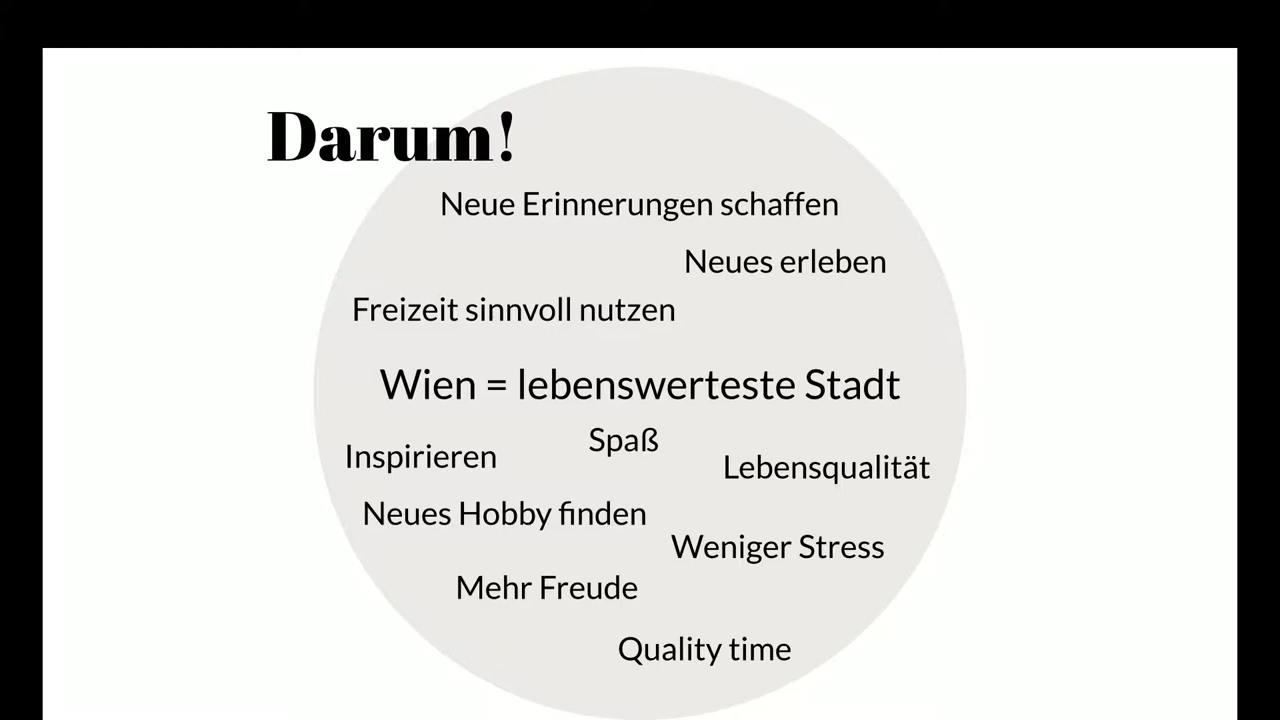 Darum!
Neue Erinnerungen schaffen
Neues erleben
Freizeit sinnvoll nutzen
Wien = lebenswerteste Stadt
Spaß
Inspirieren
Lebensqualität
Neues Hobby finden
Weniger Stress
Mehr Freude
Quality time